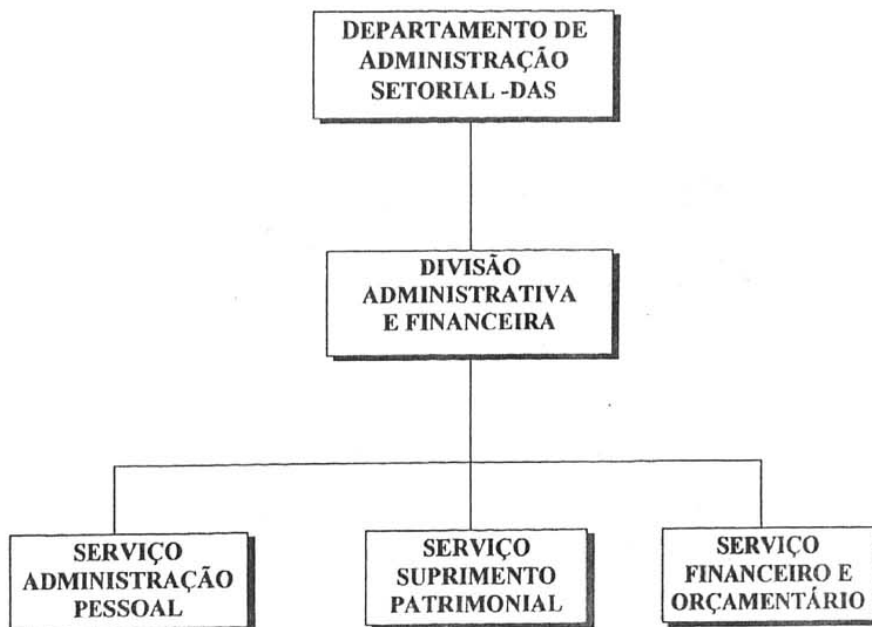 DEPARTAMENTO DE
ADMINISTRAÇÃO
SETORIAL -DAS
DIVISÃO
ADMINISTRATIVA
E FINANCEIRA
SERVIÇO
ADMINISTRAÇÃO
PESSOAL
SERVIÇO
SUPRIMENTO
PATRIMONIAL
SERVIÇO
FINANCEIRO E
ORÇAMENTÁRIO